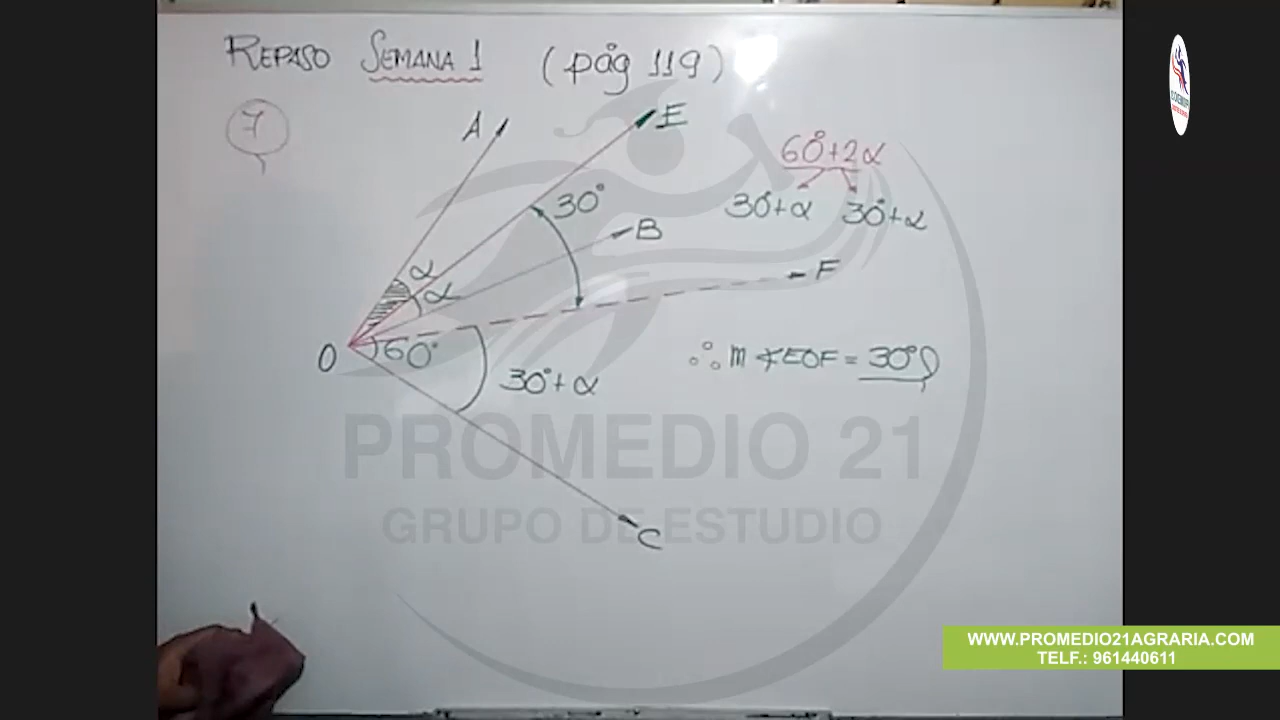 REPASO SEMANA 1 (pág 119)
7
A
E
60°+2α
30°
30°+α 30°+α
B
α
α
F
O
60°
30°+α
∴ m∢EOF = 30°
C
PROMEDIO 21
GRUPO DE ESTUDIO
WWW.PROMEDIO21AGRARIA.COM
TELF.: 961440611